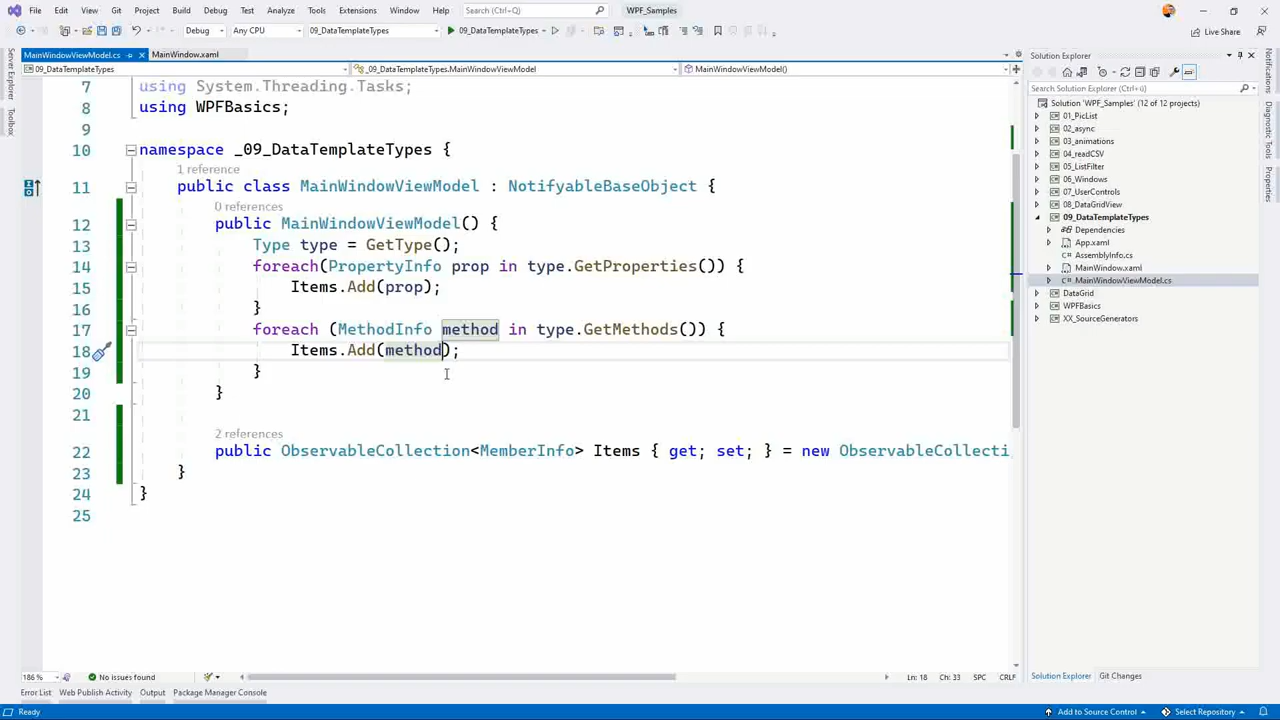 File Edit View Git Project Build Debug Test Analyze Tools Extensions Window Help Search (Ctrl+Q) WPF_Samples
Debug Any CPU 09_DataTemplateTypes 09_DataTemplateTypes Live Share
MainWindowViewModel.cs MainWindow.xaml
09_DataTemplateTypes _09_DataTemplateTypes.MainWindowViewModel MainWindowViewModel()
Server Explorer
Toolbox
7 using System.Threading.Tasks;
8 using WPFBasics;
9
10 namespace _09_DataTemplateTypes {
1 reference
11 public class MainWindowViewModel : NotifyableBaseObject {
0 references
12 public MainWindowViewModel() {
13 Type type = GetType();
14 foreach(PropertyInfo prop in type.GetProperties()) {
15 Items.Add(prop);
16 }
17 foreach (MethodInfo method in type.GetMethods()) {
18 Items.Add(method);
19 }
20 }
21
2 references
22 public ObservableCollection<MemberInfo> Items { get; set; } = new ObservableCollecti
23 }
24 }
25
186 % No issues found Ln: 18 Ch: 33 SPC CRLF
Error List Web Publish Activity Output Package Manager Console
Solution Explorer
Search Solution Explorer (Ctrl+ü)
Solution 'WPF_Samples' (12 of 12 projects)
01_PicList
02_async
03_animations
04_readCSV
05_ListFilter
06_Windows
07_UserControls
08_DataGridView
09_DataTemplateTypes
Dependencies
App.xaml
AssemblyInfo.cs
MainWindow.xaml
C# MainWindowViewModel.cs
DataGrid
WPFBasics
XX_SourceGenerators
Solution Explorer Git Changes
Notifications
Diagnostic Tools
Properties
Ready Add to Source Control Select Repository